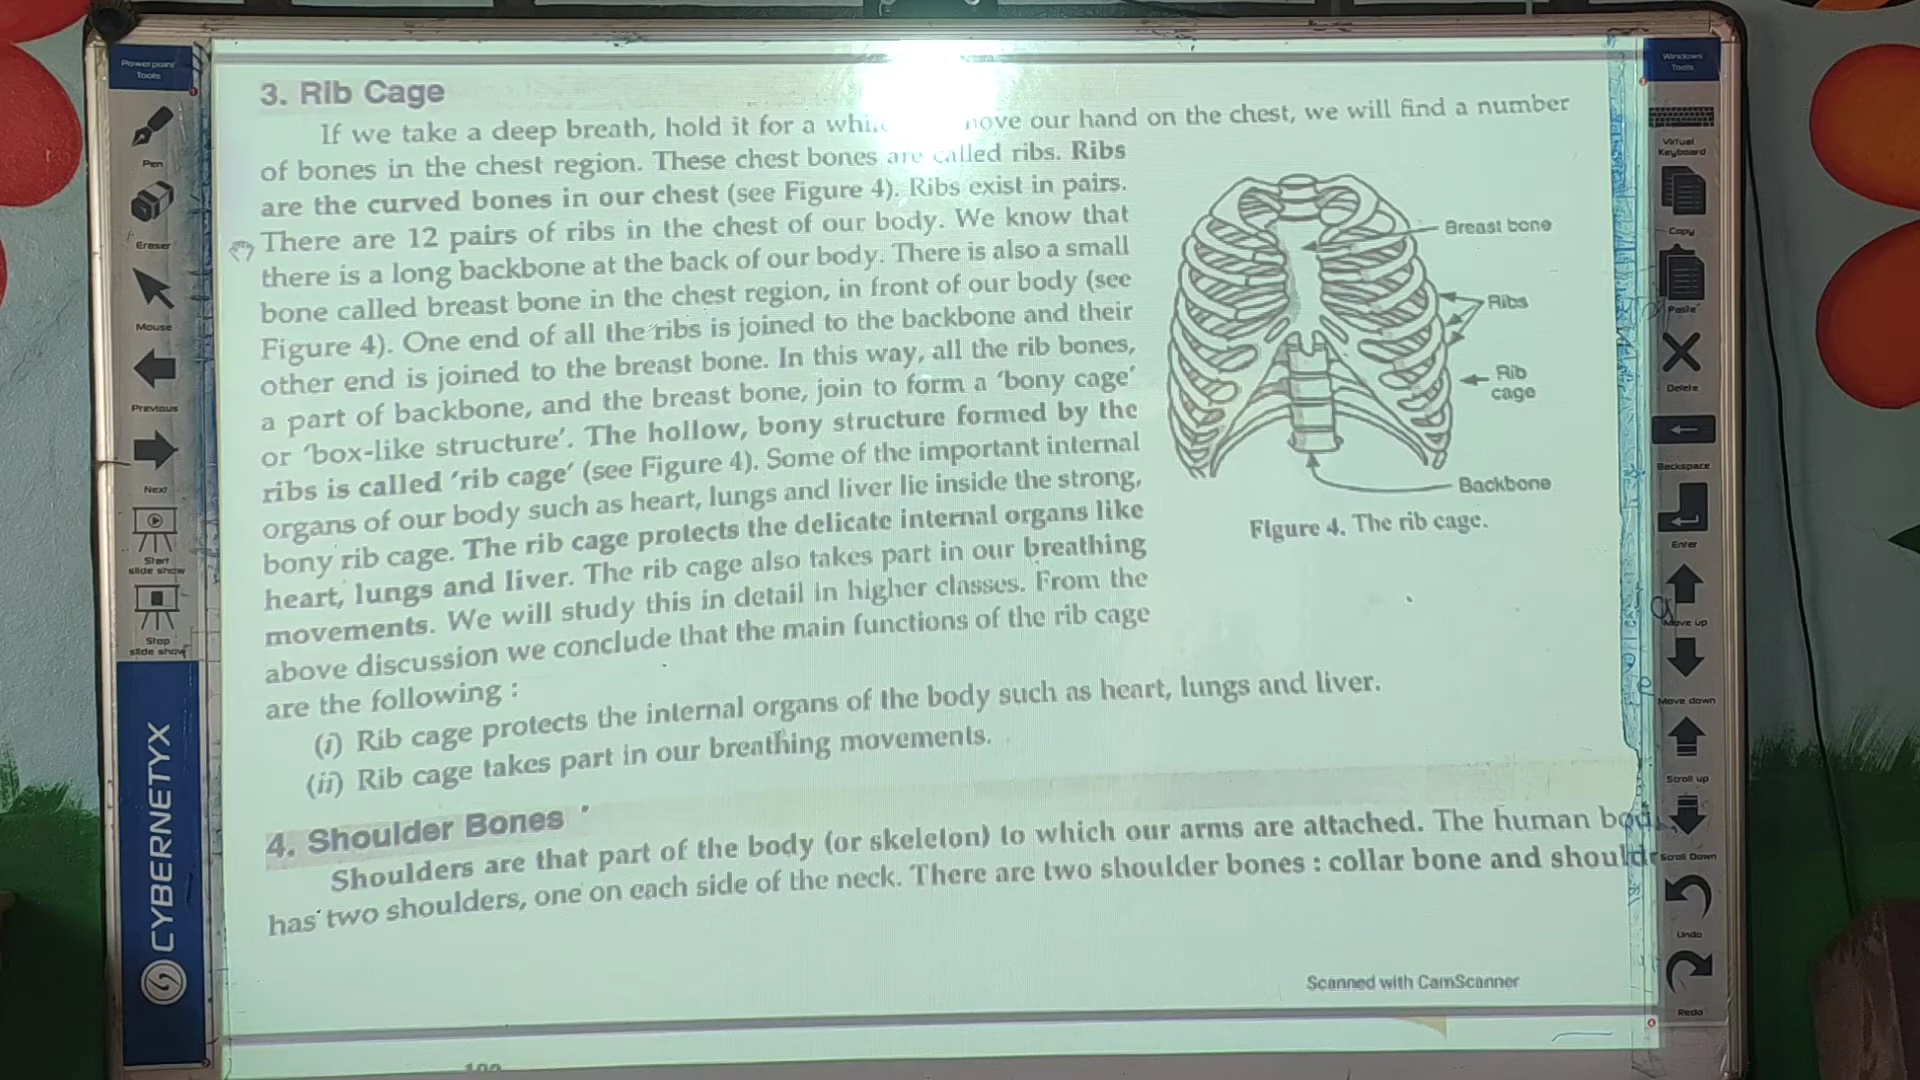 Powerpoint Tools
Pen
Eraser
Mouse
Previous
Next
Start slide show
Stop slide show
CYBERNETYX
3. Rib Cage
If we take a deep breath, hold it for a our hand on the chest, we will find a number
of bones in the chest region. These chest bones are called ribs. Ribs
are the curved bones in our chest (see Figure 4). Ribs exist in pairs.
There are 12 pairs of ribs in the chest of our body. We know that
there is a long backbone at the back of our body. There is also a small
bone called breast bone in the chest region, in front of our body (see
Figure 4). One end of all the ribs is joined to the backbone and their
other end is joined to the breast bone. In this way, all the rib bones,
a part of backbone, and the breast bone, join to form a ‘bony cage’
or ‘box-like structure’. The hollow, bony structure formed by the
ribs is called ‘rib cage’ (see Figure 4). Some of the important internal
organs of our body such as heart, lungs and liver lie inside the strong,
bony rib cage. The rib cage protects the delicate internal organs like
heart, lungs and liver. The rib cage also takes part in our breathing
movements. We will study this in detail in higher classes. From the
above discussion we conclude that the main functions of the rib cage
are the following :
(i) Rib cage protects the internal organs of the body such as heart, lungs and liver.
(ii) Rib cage takes part in our breathing movements.
Breast bone
Ribs
Rib cage
Backbone
Figure 4. The rib cage.
4. Shoulder Bones
Shoulders are that part of the body (or skeleton) to which our arms are attached. The human
has two shoulders, one on each side of the neck. There are two shoulder bones : collar bone and
Scanned with CamScanner
Windows Tools
Virtual Keyboard
Copy
Paste
Delete
Backspace
Enter
Move up
Move down
Scroll up
Scroll Down
Undo
Redo